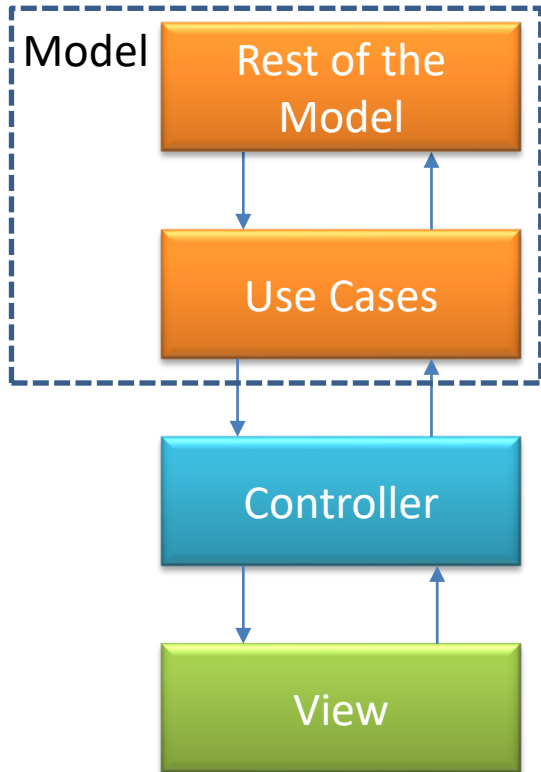 Model
Rest of the
Model
Use Cases
Controller
View